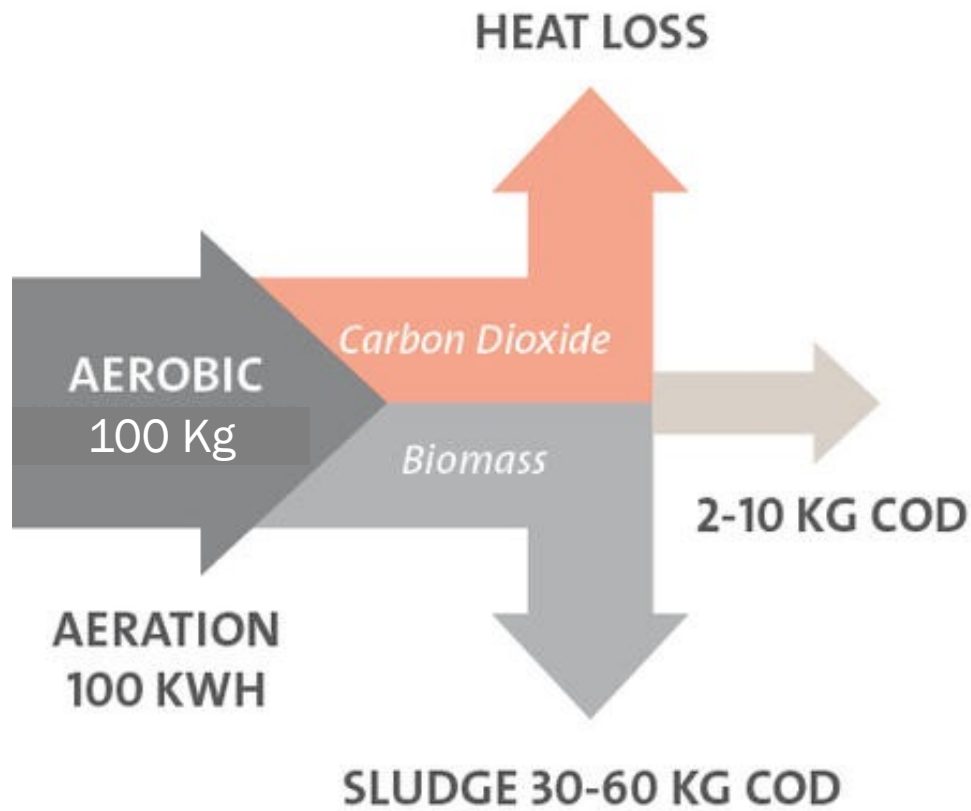 HEAT LOSS
Carbon Dioxide
AEROBIC
100 Kg
Biomass
2-10 KG COD
AERATION
100 KWH
SLUDGE 30-60 KG COD